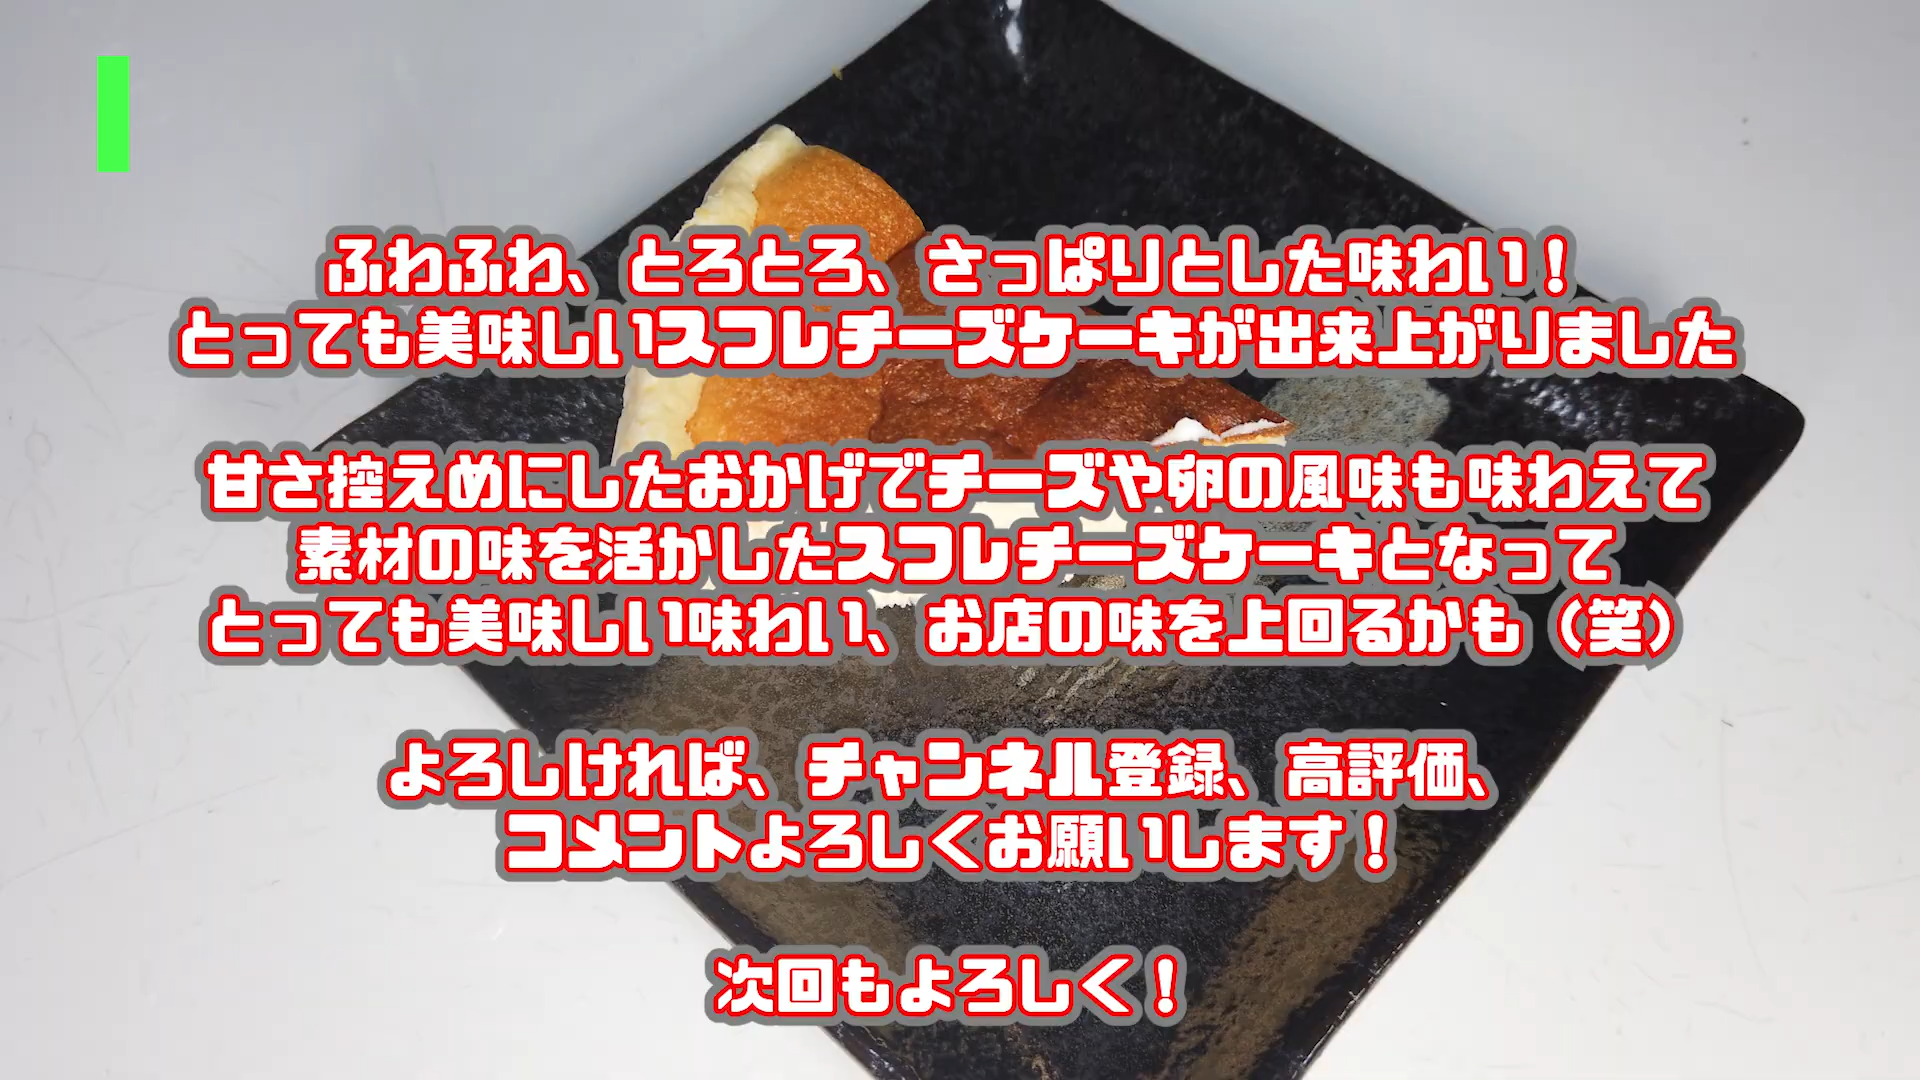 ふわふわ、とろとろ、さっぱりとした味わい！
とっても美味しいスフレチーズケーキが出来上がりました
甘さ控えめにしたおかげでチーズや卵の風味も味わえて
素材の味を活かしたスフレチーズケーキとなって
とっても美味しい味わい、お店の味を上回るかも（笑）
よろしければ、チャンネル登録、高評価、
コメントよろしくお願いします！
次回もよろしく！